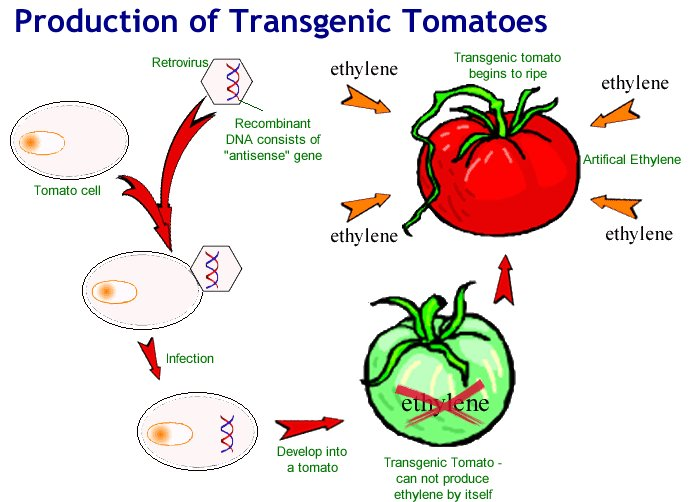 Production of Transgenic Tomatoes
Retrovirus
Recombinant
DNA consists of
"antisense" gene
Tomato cell
Infection
Develop into
a tomato
ethylene
Transgenic Tomato -
can not produce
ethylene by itself
Transgenic tomato
begins to ripe
ethylene
ethylene
Artifical Ethylene
ethylene
ethylene